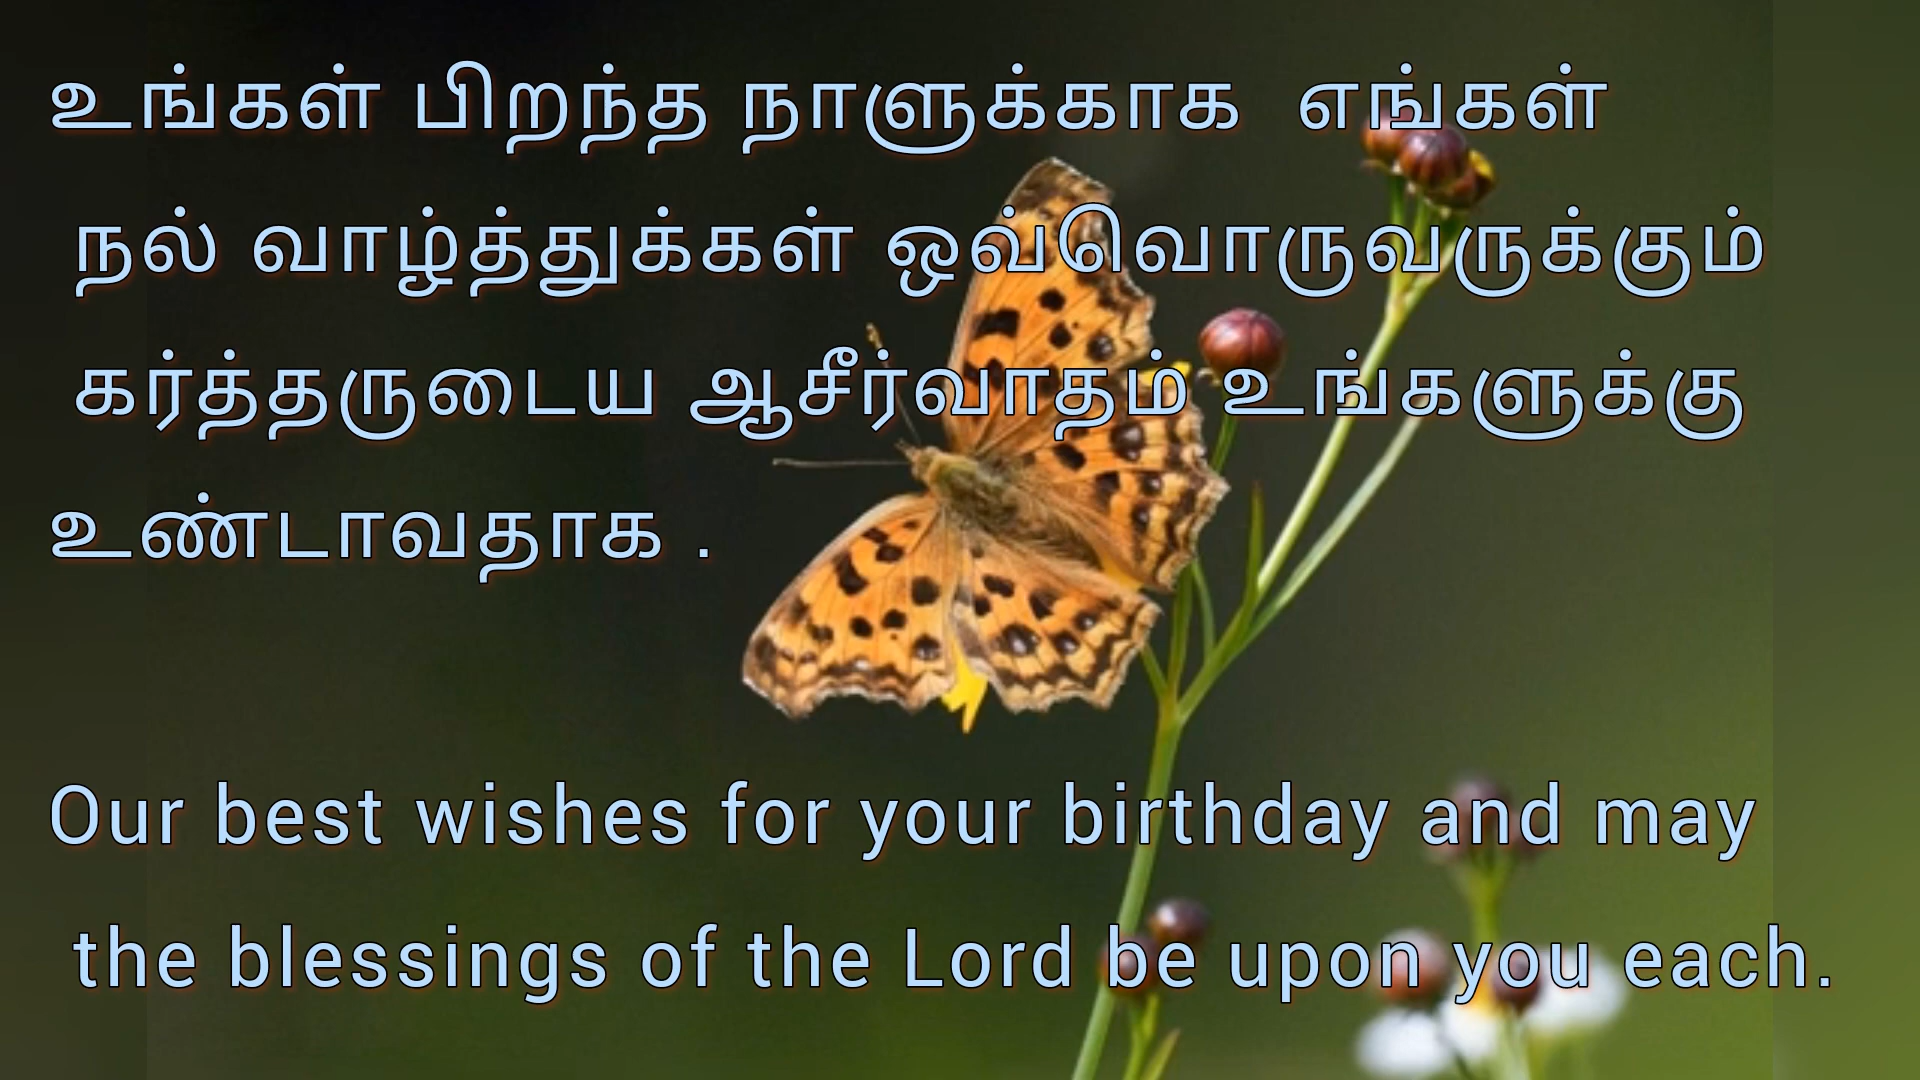 உங்கள் பிறந்த நாளுக்காக எங்கள்
நல் வாழ்த்துக்கள் ஒவ்வொருவருக்கும்
கர்த்தருடைய ஆசீர்வாதம் உங்களுக்கு
உண்டாவதாக .
Our best wishes for your birthday and may
the blessings of the Lord be upon you each.